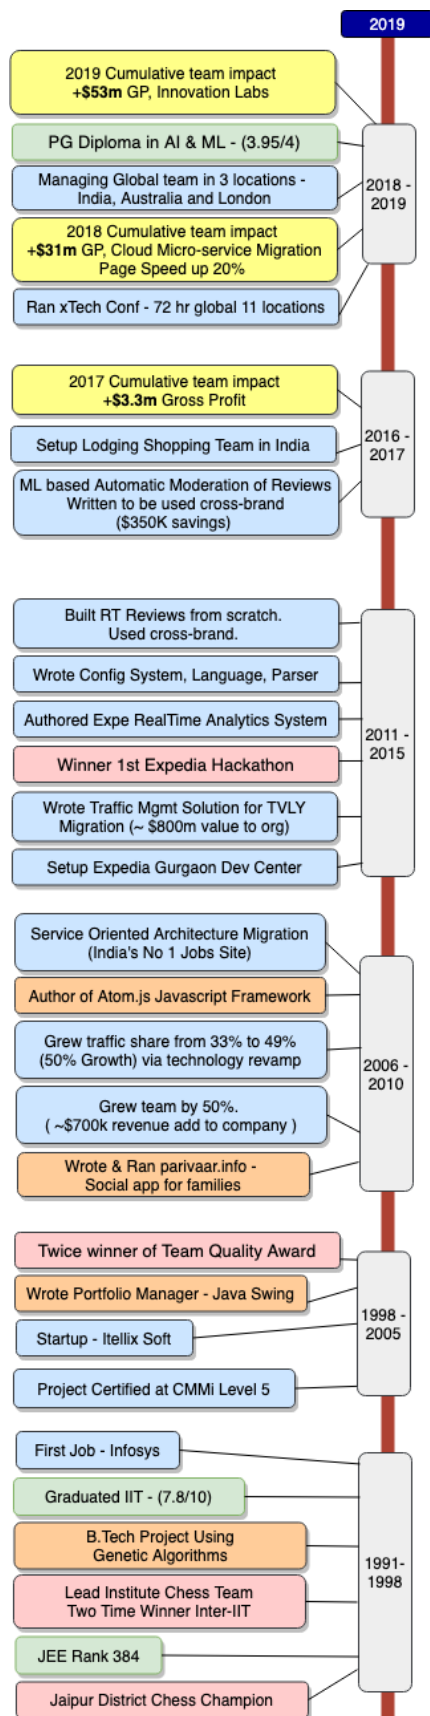 2019
2019 Cumulative team impact
+$53m GP, Innovation Labs
PG Diploma in AI & ML - (3.95/4)
Managing Global team in 3 locations -
India, Australia and London
2018 -
2019
2018 Cumulative team impact
+$31m GP, Cloud Micro-service Migration
Page Speed up 20%
Ran xTech Conf - 72 hr global 11 locations
2017 Cumulative team impact
+$3.3m Gross Profit
Setup Lodging Shopping Team in India
2016 -
2017
ML based Automatic Moderation of Reviews
Written to be used cross-brand
($350K savings)
Built RT Reviews from scratch.
Used cross-brand.
Wrote Config System, Language, Parser
Authored Expe RealTime Analytics System
2011 -
2015
Winner 1st Expedia Hackathon
Wrote Traffic Mgmt Solution for TVLY
Migration (~ $800m value to org)
Setup Expedia Gurgaon Dev Center
Service Oriented Architecture Migration
(India's No 1 Jobs Site)
Author of Atom.js Javascript Framework
Grew traffic share from 33% to 49%
(50% Growth) via technology revamp
2006 -
2010
Grew team by 50%.
( ~$700k revenue add to company )
Wrote & Ran parivaar.info -
Social app for families
Twice winner of Team Quality Award
Wrote Portfolio Manager - Java Swing
1998 -
2005
Startup - Itellix Soft
Project Certified at CMMi Level 5
First Job - Infosys
Graduated IIT - (7.8/10)
B.Tech Project Using
Genetic Algorithms
1991-
1998
Lead Institute Chess Team
Two Time Winner Inter-IIT
JEE Rank 384
Jaipur District Chess Champion